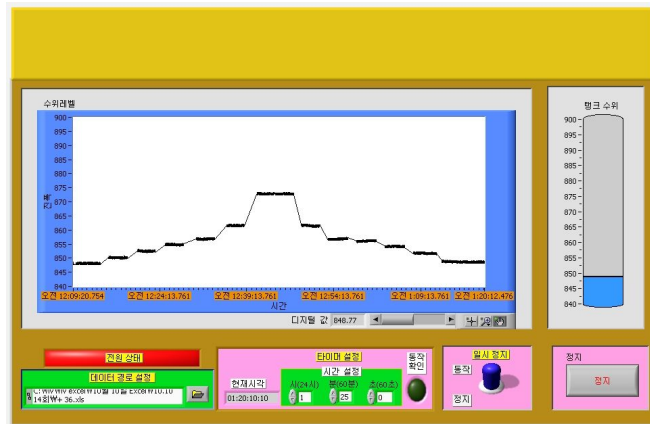 수위레벨
900
895
890
885
880
875
870
865
860
855
850
845
840
진폭
오전 12:09:20.754
오전 12:24:13.761
오전 12:39:13.761
오전 12:54:13.761
오전 1:09:13.761
오전 1:20:12.476
시간
디지털 값
848.77
탱크 수위
900
895
890
885
880
875
870
865
860
855
850
845
840
전원 상태
데이터 경로 설정
14회₩+ 36.xls
타이머 설정
시간 설정
동작
확인
현재시각
01:20:10:10
시(24시)
1
분(60분)
25
초(60초)
0
일시 정지
동작
정지
정지
정지